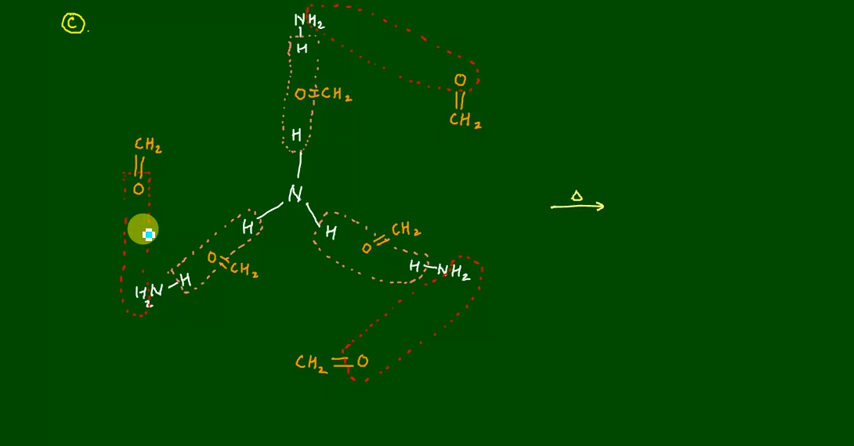 C
NH2
H
O=CH2
H
O
CH2
CH2
O
N
H
H
O=CH2
H2N-H
O=CH2
H-NH2
CH2=O
Δ